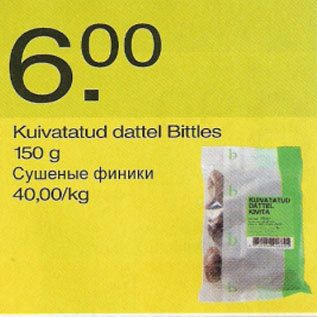 6.00
Kuivatatud dattel Bittles
150 g
Сушеные финики
40,00/kg
KUIVATATUD
DATTEL
KIVITA